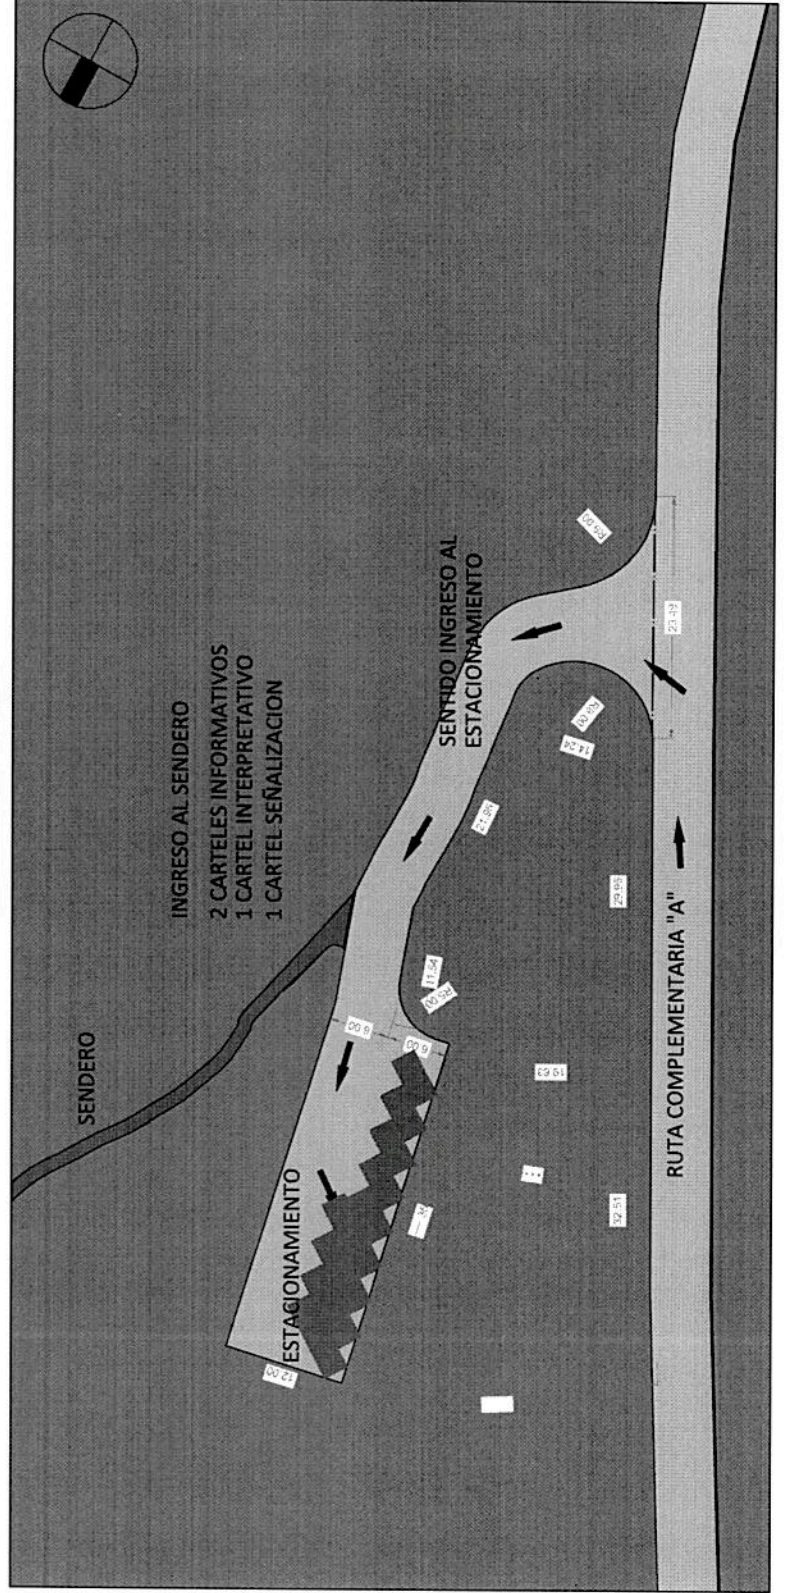 SENDERO
INGRESO AL SENDERO
2 CARTELES INFORMATIVOS
1 CARTEL INTERPRETATIVO
1 CARTEL SEÑALIZACION
ESTACIONAMIENTO
SENTIDO INGRESO AL
ESTACIONAMIENTO
RUTA COMPLEMENTARIA "A"
12.00
6.00
6.00
11.54
R5.00
21.95
14.24
R8.00
R5.00
23.49
29.95
19.63
32.51